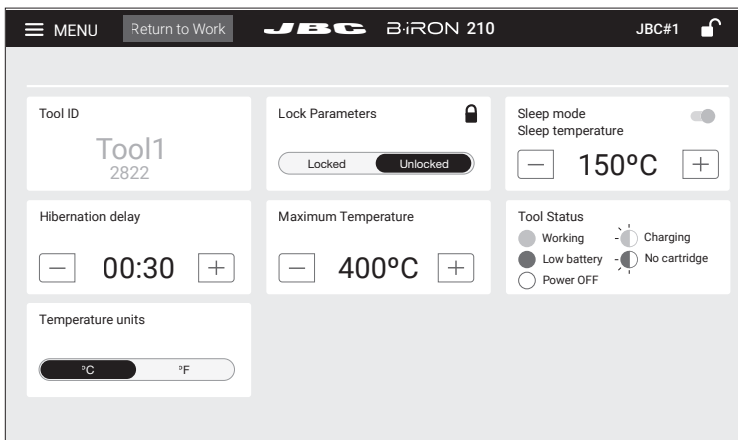 MENU Return to Work JBC B·iRON 210 JBC#1
Tool ID
Tool1
2822
Lock Parameters
Locked Unlocked
Sleep mode
Sleep temperature
150ºC
Hibernation delay
00:30
Maximum Temperature
400ºC
Tool Status
Working Charging
Low battery No cartridge
Power OFF
Temperature units
ºC ºF